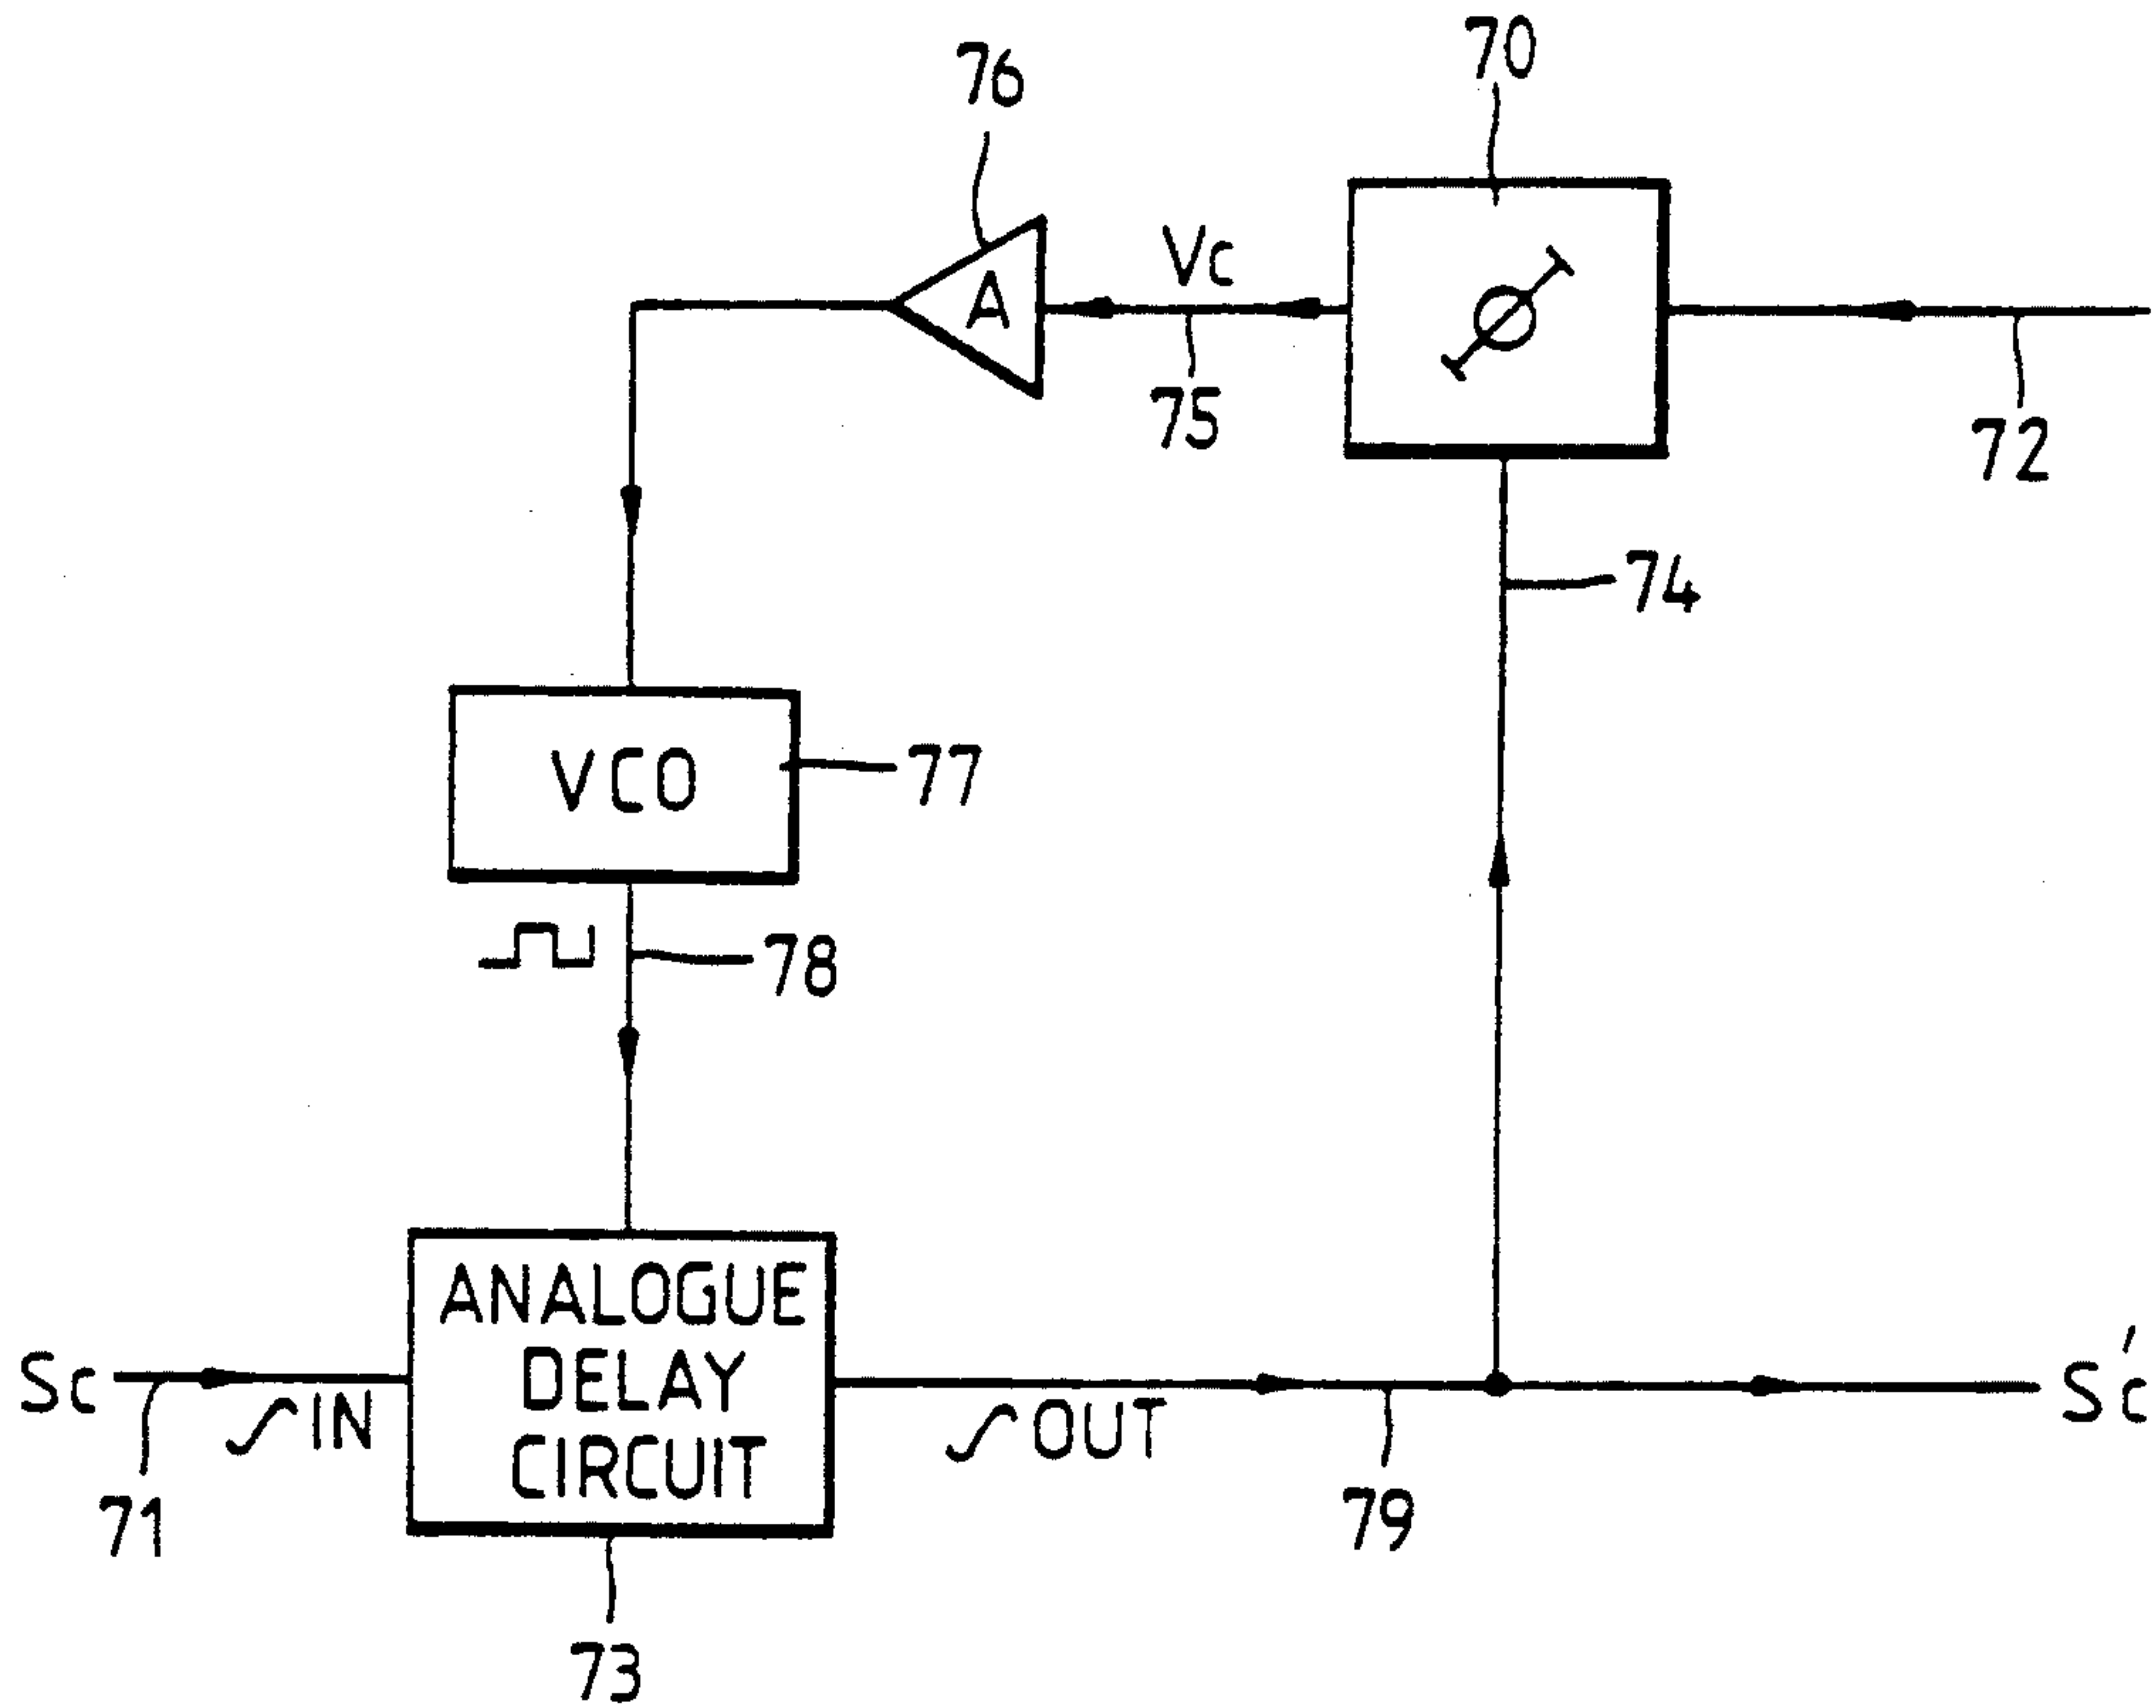 76
70
A
Vc
Ø
75
72
74
VCO
77
78
ANALOGUE
DELAY
CIRCUIT
Sc
IN
OUT
S'c
71
79
73